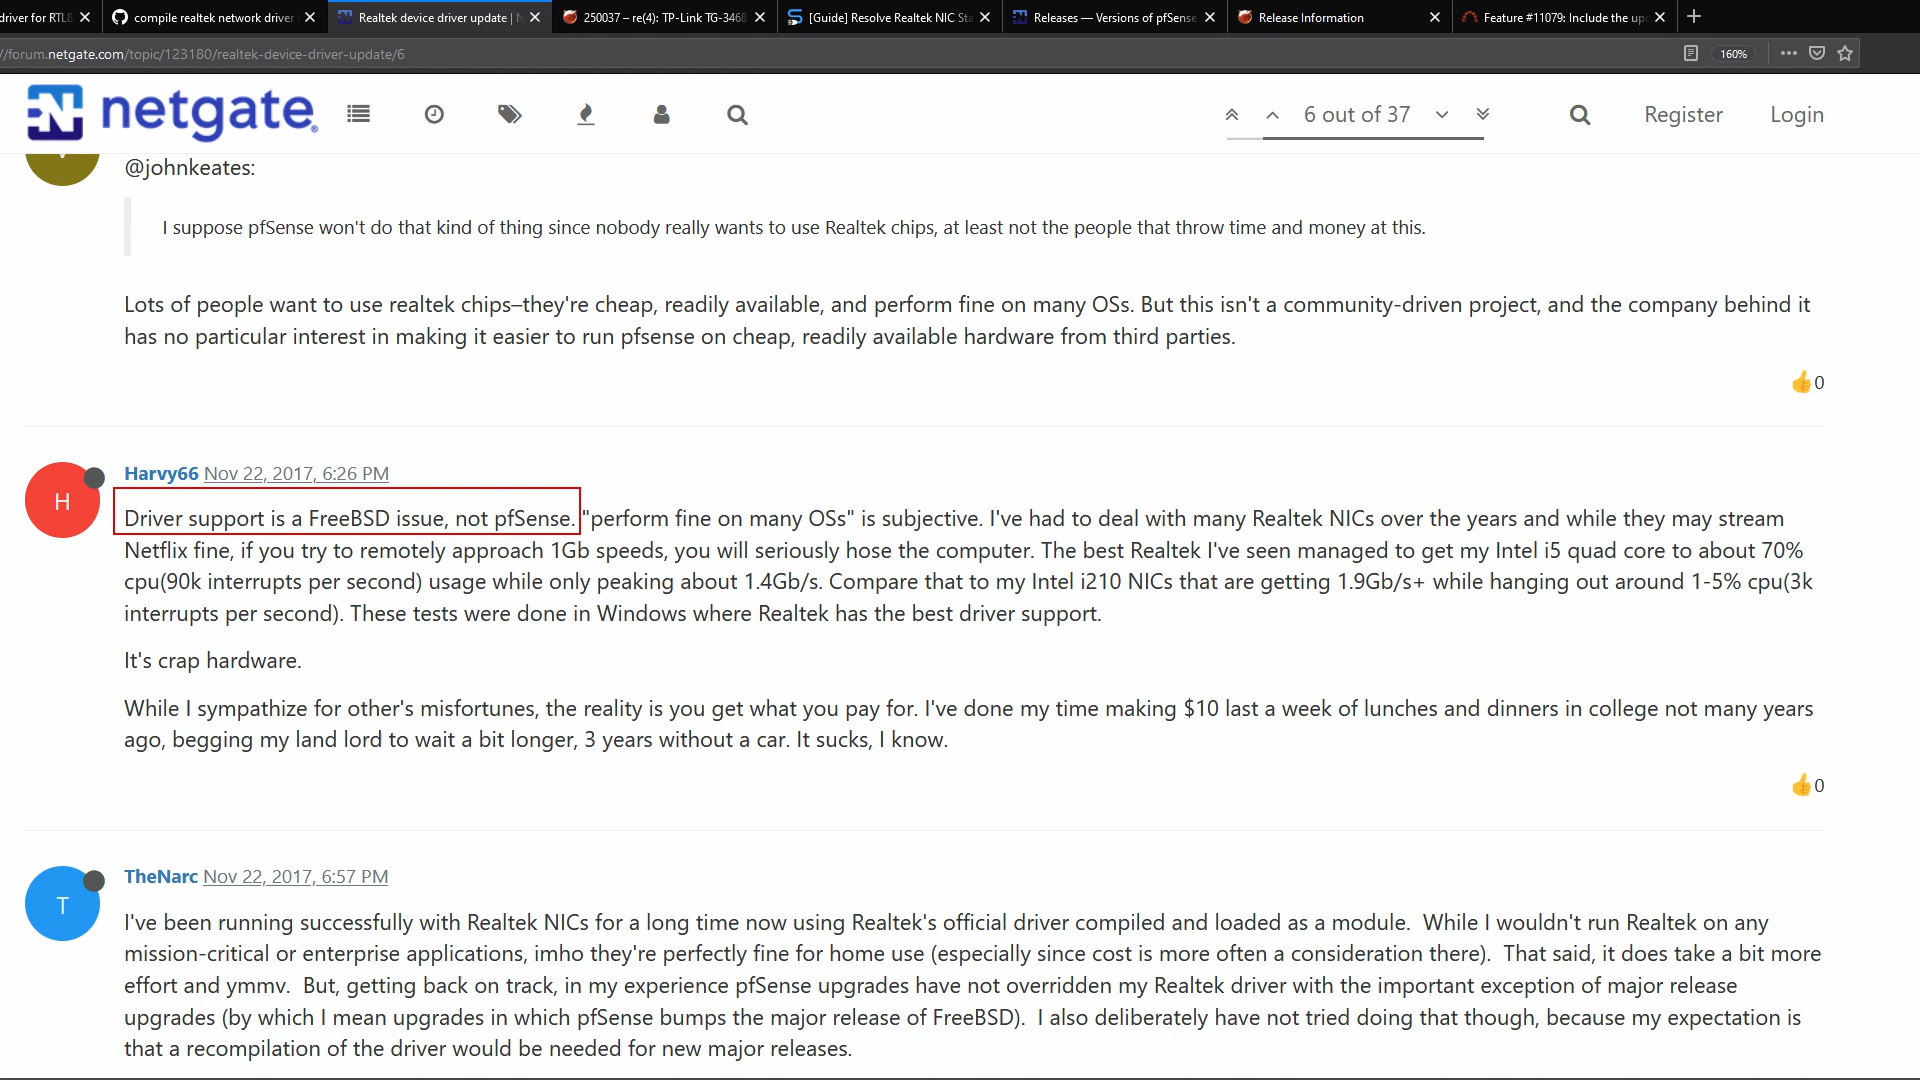 driver for RTL8
compile realtek network driver
Realtek device driver update | N
250037 – re(4): TP-Link TG-3468
[Guide] Resolve Realtek NIC Sta
Releases — Versions of pfSense
Release Information
Feature #11079: Include the up
//forum.netgate.com/topic/123180/realtek-device-driver-update/6
160%
netgate
6 out of 37
Register
Login
@johnkeates:
I suppose pfSense won't do that kind of thing since nobody really wants to use Realtek chips, at least not the people that throw time and money at this.
Lots of people want to use realtek chips–they're cheap, readily available, and perform fine on many OSs. But this isn't a community-driven project, and the company behind it
has no particular interest in making it easier to run pfsense on cheap, readily available hardware from third parties.
0
H
Harvy66 Nov 22, 2017, 6:26 PM
Driver support is a FreeBSD issue, not pfSense. "perform fine on many OSs" is subjective. I've had to deal with many Realtek NICs over the years and while they may stream
Netflix fine, if you try to remotely approach 1Gb speeds, you will seriously hose the computer. The best Realtek I've seen managed to get my Intel i5 quad core to about 70%
cpu(90k interrupts per second) usage while only peaking about 1.4Gb/s. Compare that to my Intel i210 NICs that are getting 1.9Gb/s+ while hanging out around 1-5% cpu(3k
interrupts per second). These tests were done in Windows where Realtek has the best driver support.
It's crap hardware.
While I sympathize for other's misfortunes, the reality is you get what you pay for. I've done my time making $10 last a week of lunches and dinners in college not many years
ago, begging my land lord to wait a bit longer, 3 years without a car. It sucks, I know.
0
T
TheNarc Nov 22, 2017, 6:57 PM
I've been running successfully with Realtek NICs for a long time now using Realtek's official driver compiled and loaded as a module. While I wouldn't run Realtek on any
mission-critical or enterprise applications, imho they're perfectly fine for home use (especially since cost is more often a consideration there). That said, it does take a bit more
effort and ymmv. But, getting back on track, in my experience pfSense upgrades have not overridden my Realtek driver with the important exception of major release
upgrades (by which I mean upgrades in which pfSense bumps the major release of FreeBSD). I also deliberately have not tried doing that though, because my expectation is
that a recompilation of the driver would be needed for new major releases.